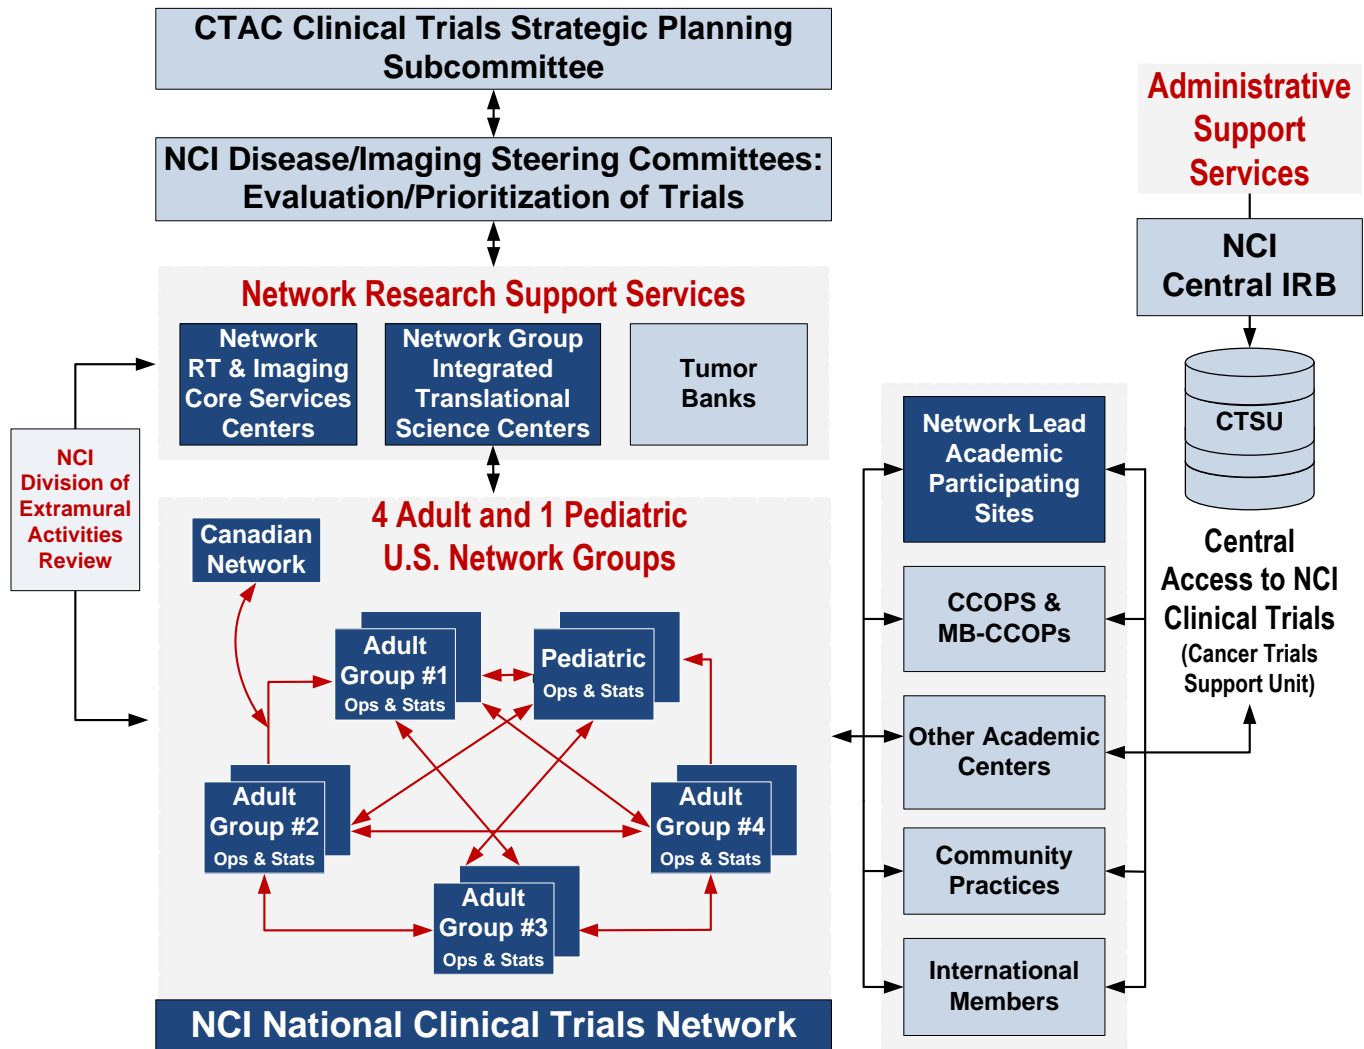 CTAC Clinical Trials Strategic Planning
Subcommittee
NCI Disease/Imaging Steering Committees:
Evaluation/Prioritization of Trials
Network Research Support Services
Network
RT & Imaging
Core Services
Centers
Network Group
Integrated
Translational
Science Centers
Tumor
Banks
NCI
Division of
Extramural
Activities
Review
4 Adult and 1 Pediatric
U.S. Network Groups
Canadian
Network
Adult
Group #1
Ops & Stats
Pediatric
Ops & Stats
Adult
Group #2
Ops & Stats
Adult
Group #4
Ops & Stats
Adult
Group #3
Ops & Stats
NCI National Clinical Trials Network
Network Lead
Academic
Participating
Sites
CCOPS &
MB-CCOPs
Other Academic
Centers
Community
Practices
International
Members
Administrative
Support
Services
NCI
Central IRB
CTSU
Central
Access to NCI
Clinical Trials
(Cancer Trials
Support Unit)